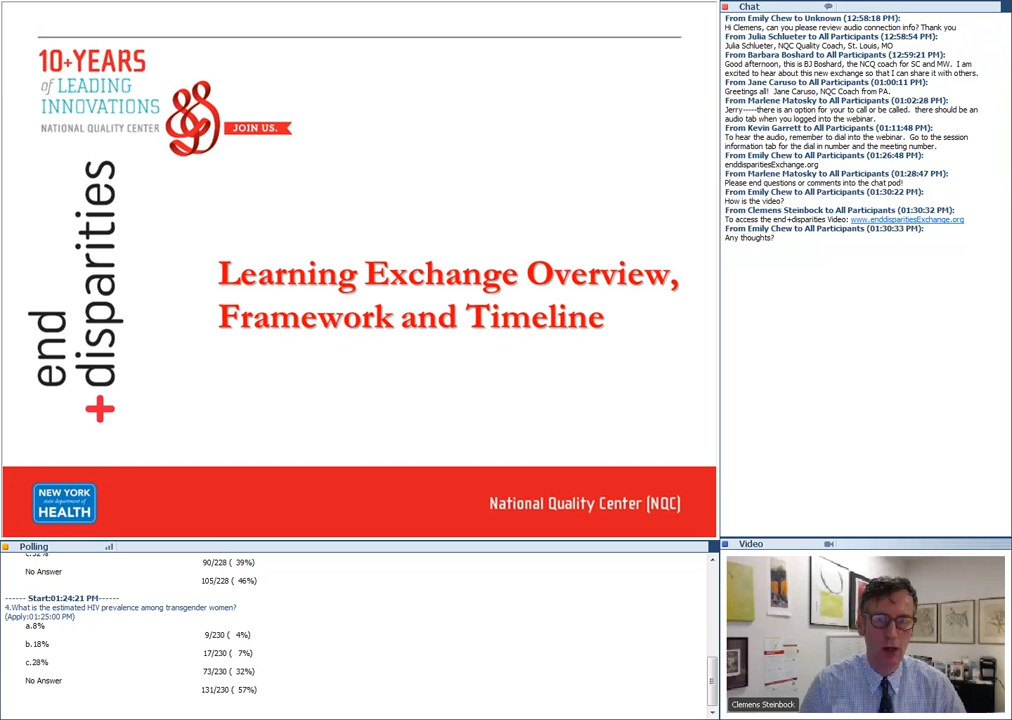 10+YEARS
of LEADING
INNOVATIONS
NATIONAL QUALITY CENTER
JOIN US.
end
+disparities
Learning Exchange Overview,
Framework and Timeline
NEW YORK
state department of
HEALTH
National Quality Center (NQC)
Chat
From Emily Chew to Unknown (12:58:18 PM):
Hi Clemens, can you please review audio connection info? Thank you
From Julia Schlueter to All Participants (12:58:54 PM):
Julia Schlueter, NQC Quality Coach, St. Louis, MO
From Barbara Boshard to All Participants (12:59:21 PM):
Good afternoon, this is BJ Boshard, the NCQ coach for SC and MW. I am
excited to hear about this new exchange so that I can share it with others.
From Jane Caruso to All Participants (01:00:11 PM):
Greetings all! Jane Caruso, NQC Coach from PA.
From Marlene Matosky to All Participants (01:02:28 PM):
Jerry-----there is an option for your to call or be called. there should be an
audio tab when you logged into the webinar.
From Kevin Garrett to All Participants (01:11:48 PM):
To hear the audio, remember to dial into the webinar. Go to the session
information tab for the dial in number and the meeting number.
From Emily Chew to All Participants (01:26:48 PM):
enddisparitiesExchange.org
From Marlene Matosky to All Participants (01:28:47 PM):
Please end questions or comments into the chat pod!
From Emily Chew to All Participants (01:30:22 PM):
How is the video?
From Clemens Steinbock to All Participants (01:30:32 PM):
To access the end+disparities Video: www.enddisparitiesExchange.org
From Emily Chew to All Participants (01:30:33 PM):
Any thoughts?
Polling
c.32%
90/228 ( 39%)
No Answer
105/228 ( 46%)
------ Start:01:24:21 PM------
4.What is the estimated HIV prevalence among transgender women?
(Apply:01:25:00 PM)
a.8%
9/230 ( 4%)
b.18%
17/230 ( 7%)
c.28%
73/230 ( 32%)
No Answer
131/230 ( 57%)
Video
Clemens Steinbock